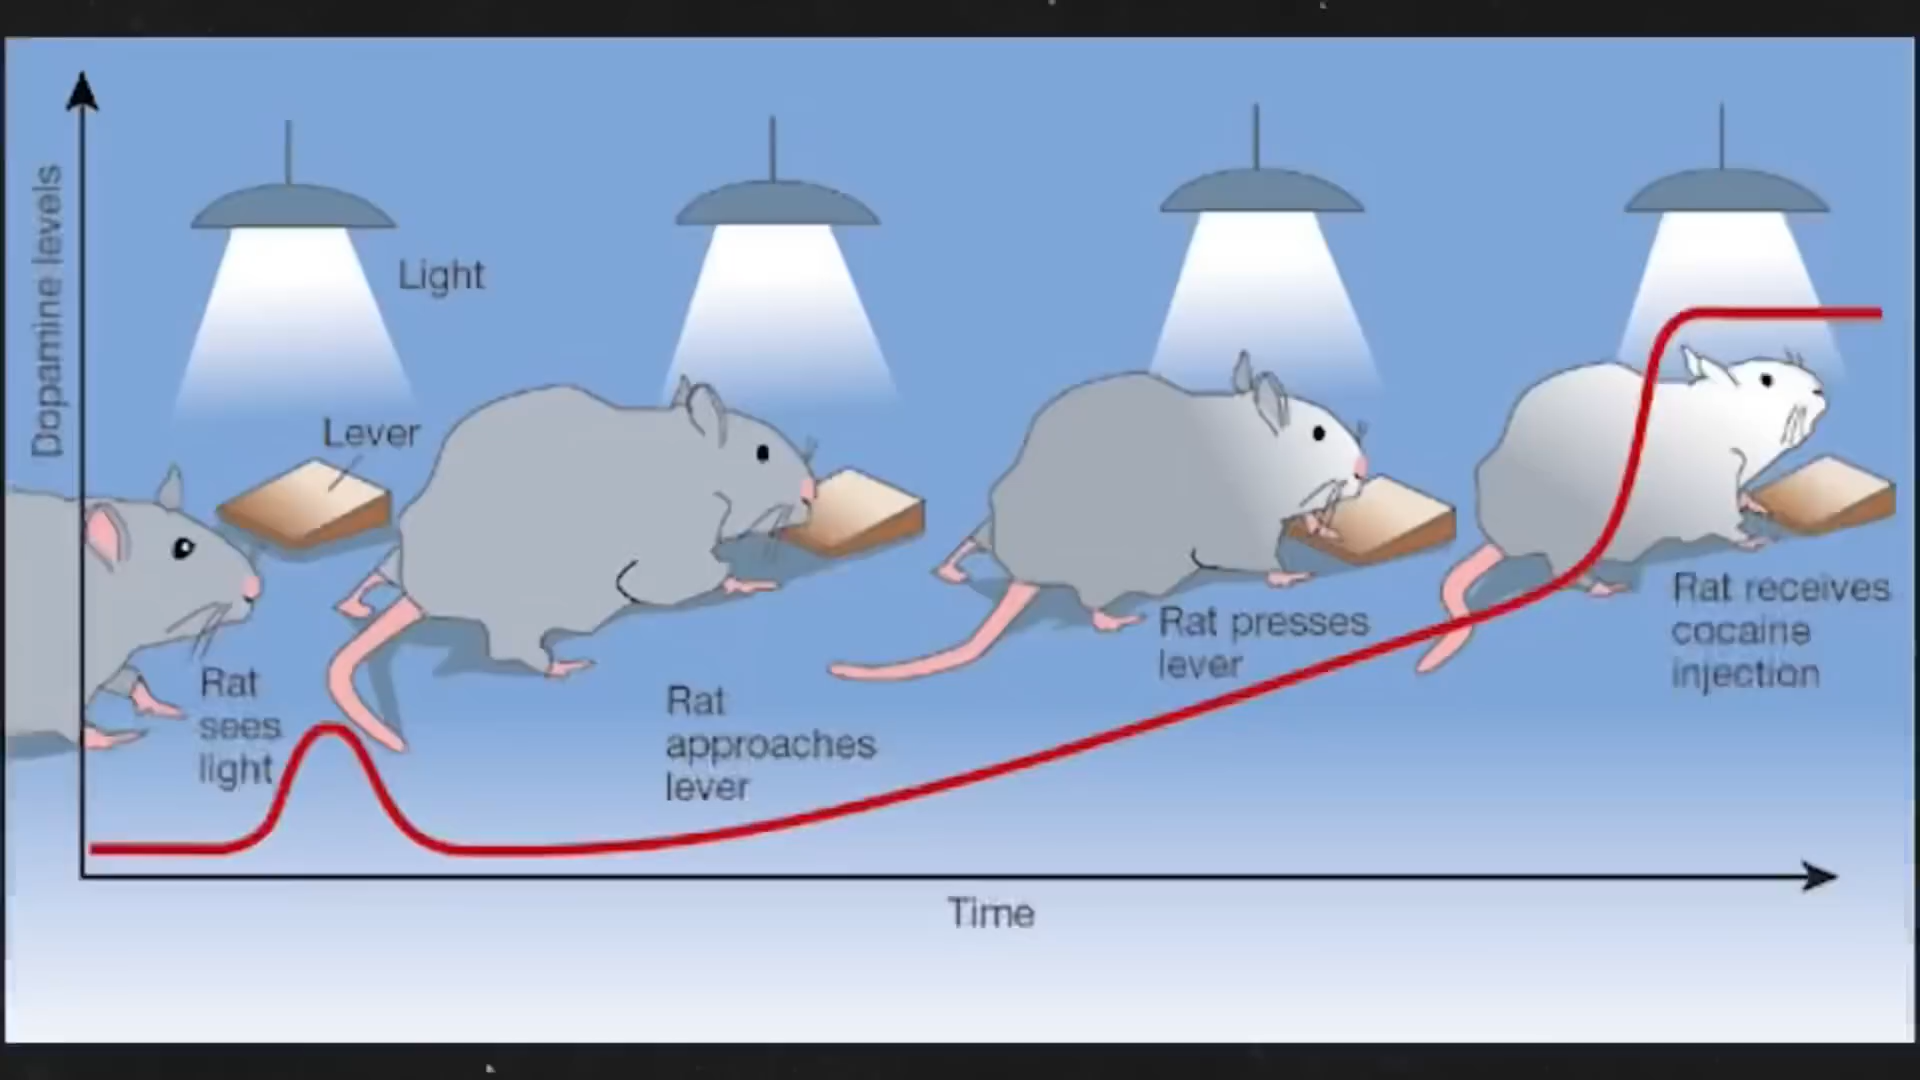 Dopamine levels
Light
Lever
Rat
sees
light
Rat
approaches
lever
Rat presses
lever
Rat receives
cocaine
injection
Time